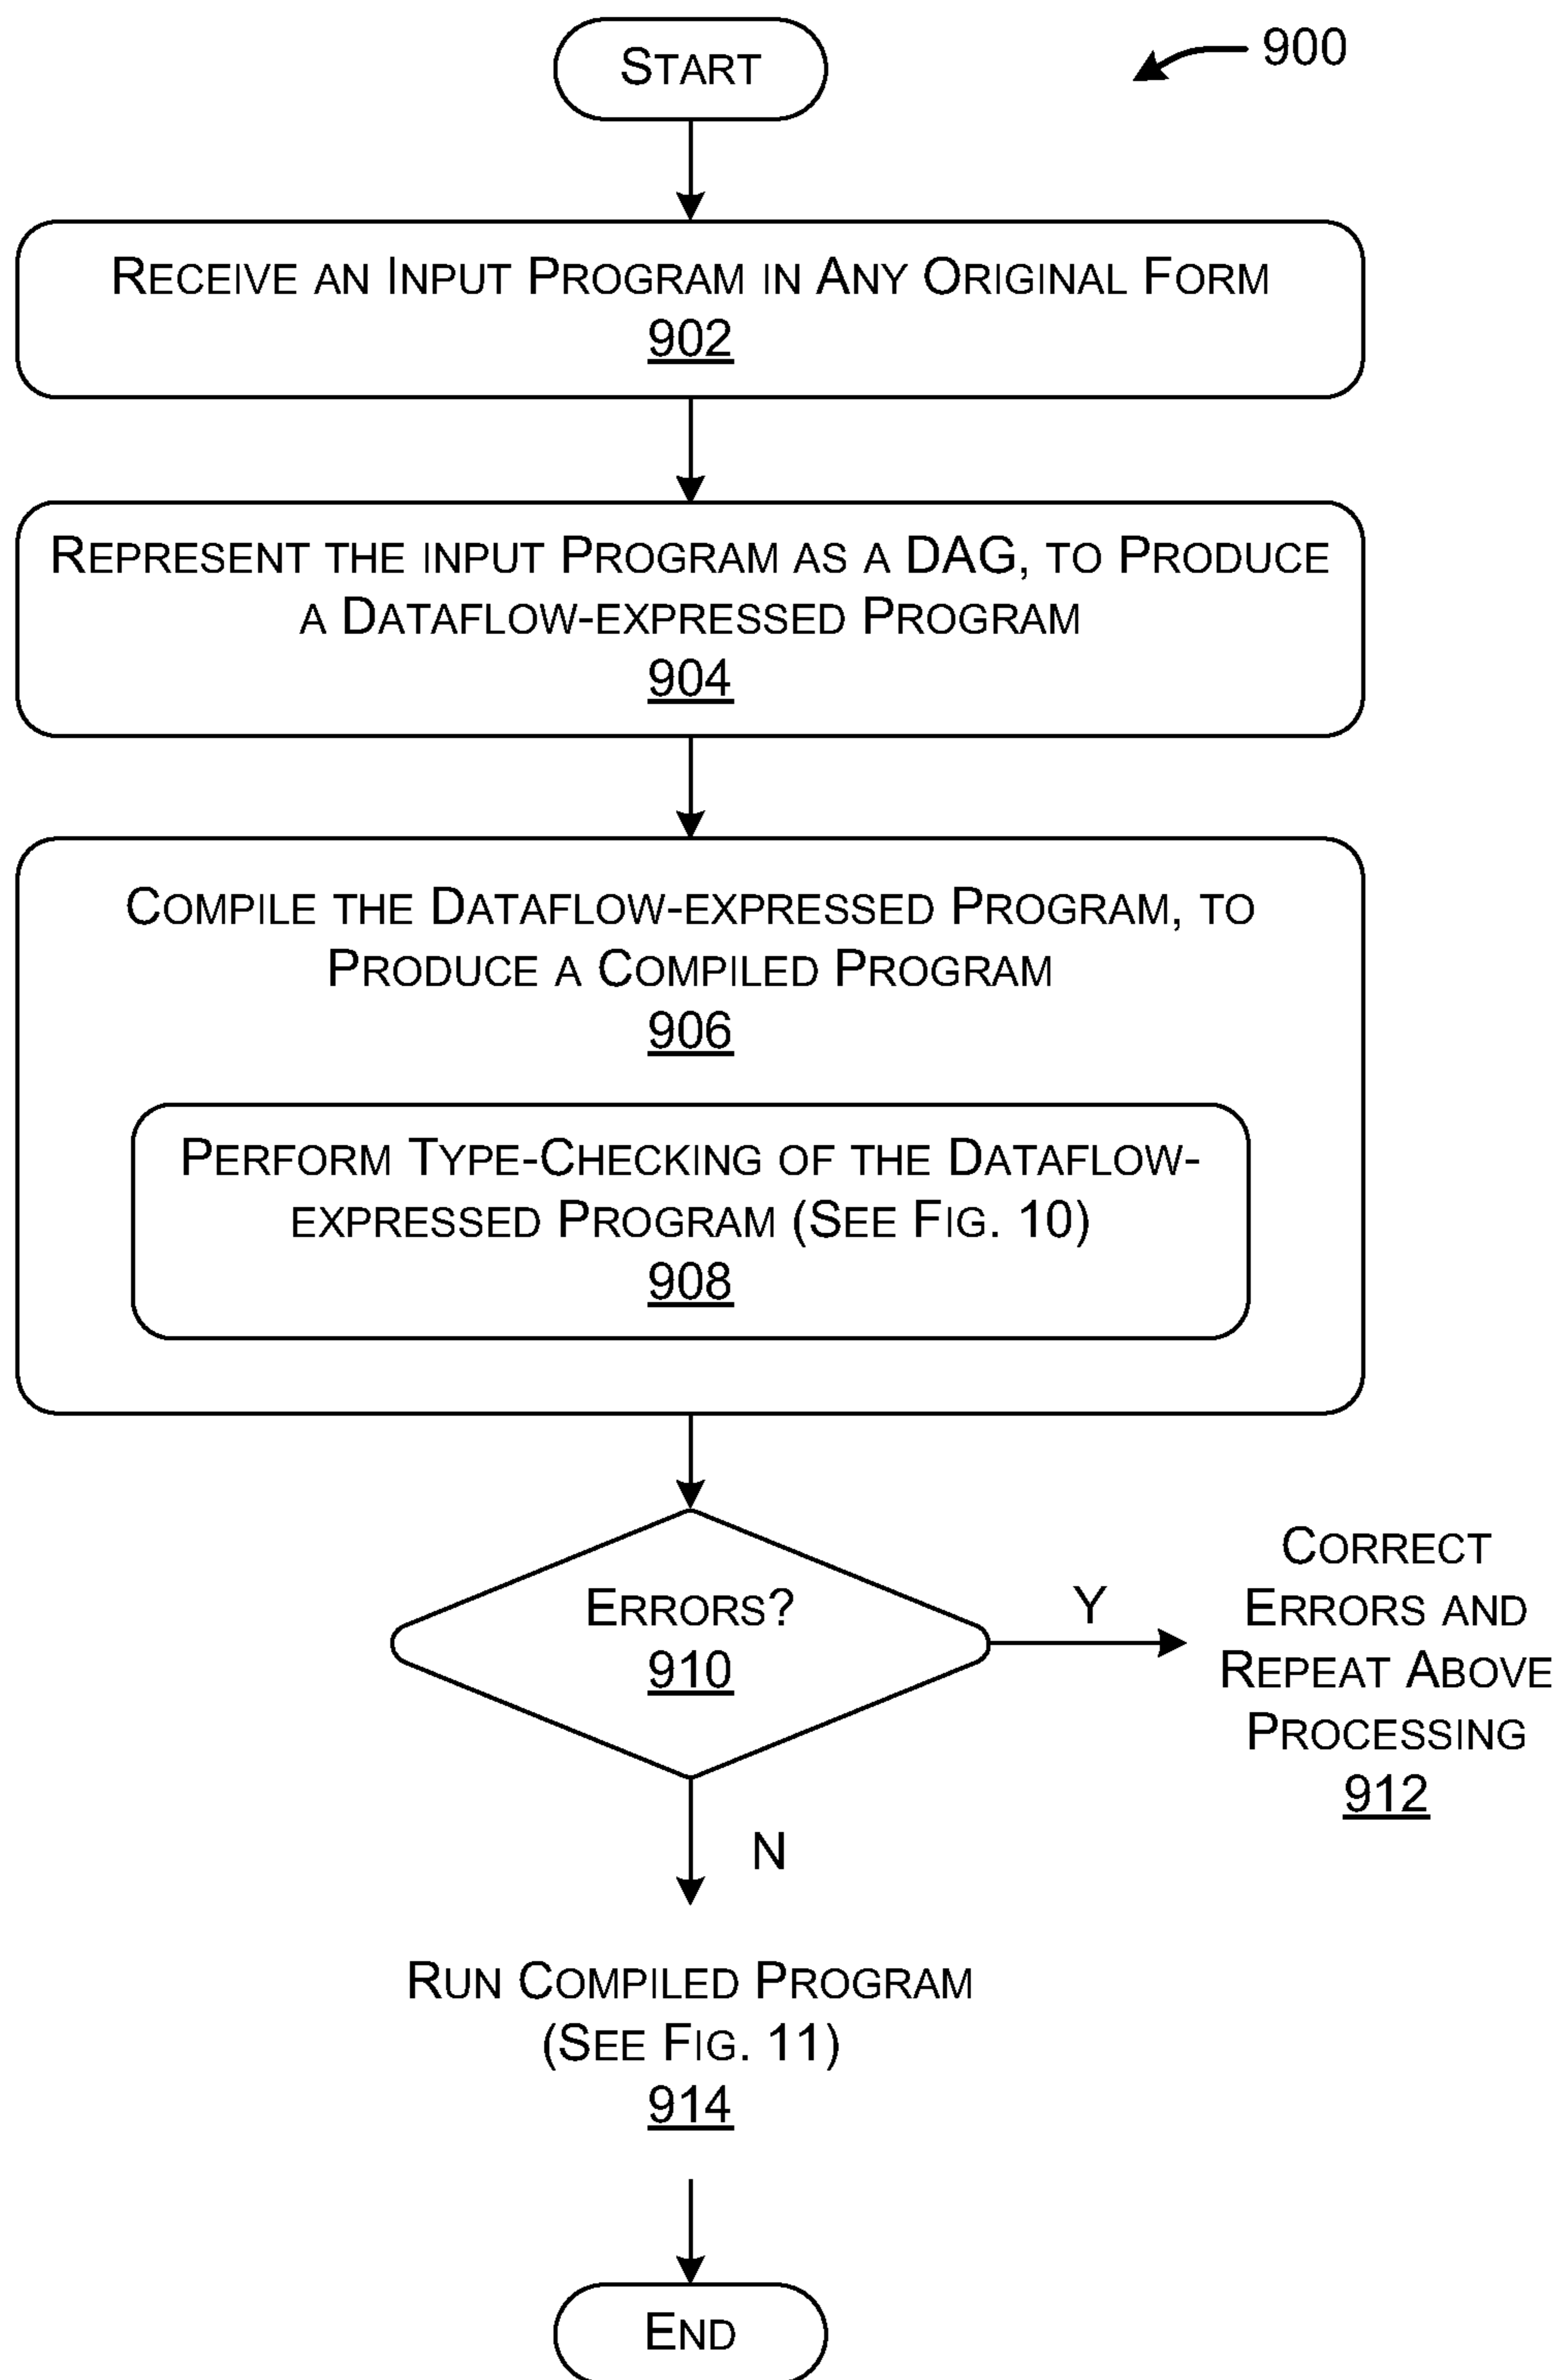 START
900
RECEIVE AN INPUT PROGRAM IN ANY ORIGINAL FORM
902
REPRESENT THE INPUT PROGRAM AS A DAG, TO PRODUCE
A DATAFLOW-EXPRESSED PROGRAM
904
COMPILE THE DATAFLOW-EXPRESSED PROGRAM, TO
PRODUCE A COMPILED PROGRAM
906
PERFORM TYPE-CHECKING OF THE DATAFLOW-
EXPRESSED PROGRAM (SEE FIG. 10)
908
ERRORS?
910
Y
CORRECT
ERRORS AND
REPEAT ABOVE
PROCESSING
912
N
RUN COMPILED PROGRAM
(SEE FIG. 11)
914
END